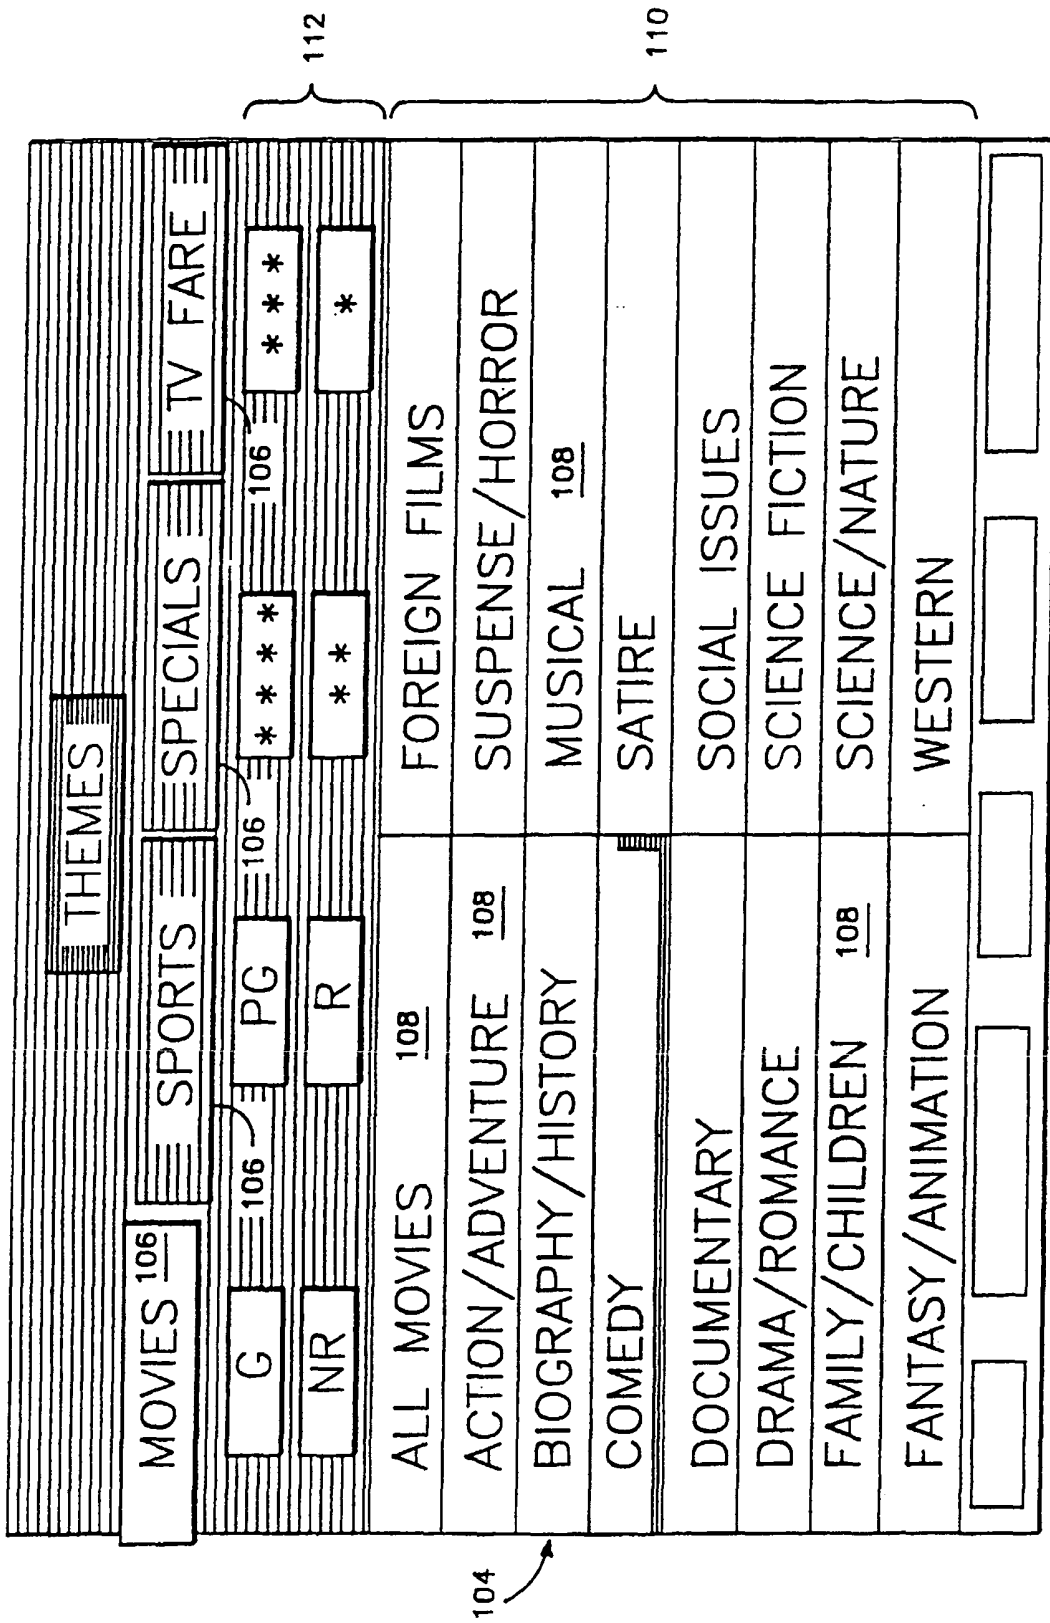 THEMES
MOVIES 106 SPORTS SPECIALS TV FARE
G PG **** *** 112
106 106 106
NR R ** *
ALL MOVIES 108 FOREIGN FILMS
ACTION/ADVENTURE 108 SUSPENSE/HORROR
BIOGRAPHY/HISTORY MUSICAL 108
104 COMEDY SATIRE 110
DOCUMENTARY SOCIAL ISSUES
DRAMA/ROMANCE SCIENCE FICTION
FAMILY/CHILDREN 108 SCIENCE/NATURE
FANTASY/ANIMATION WESTERN